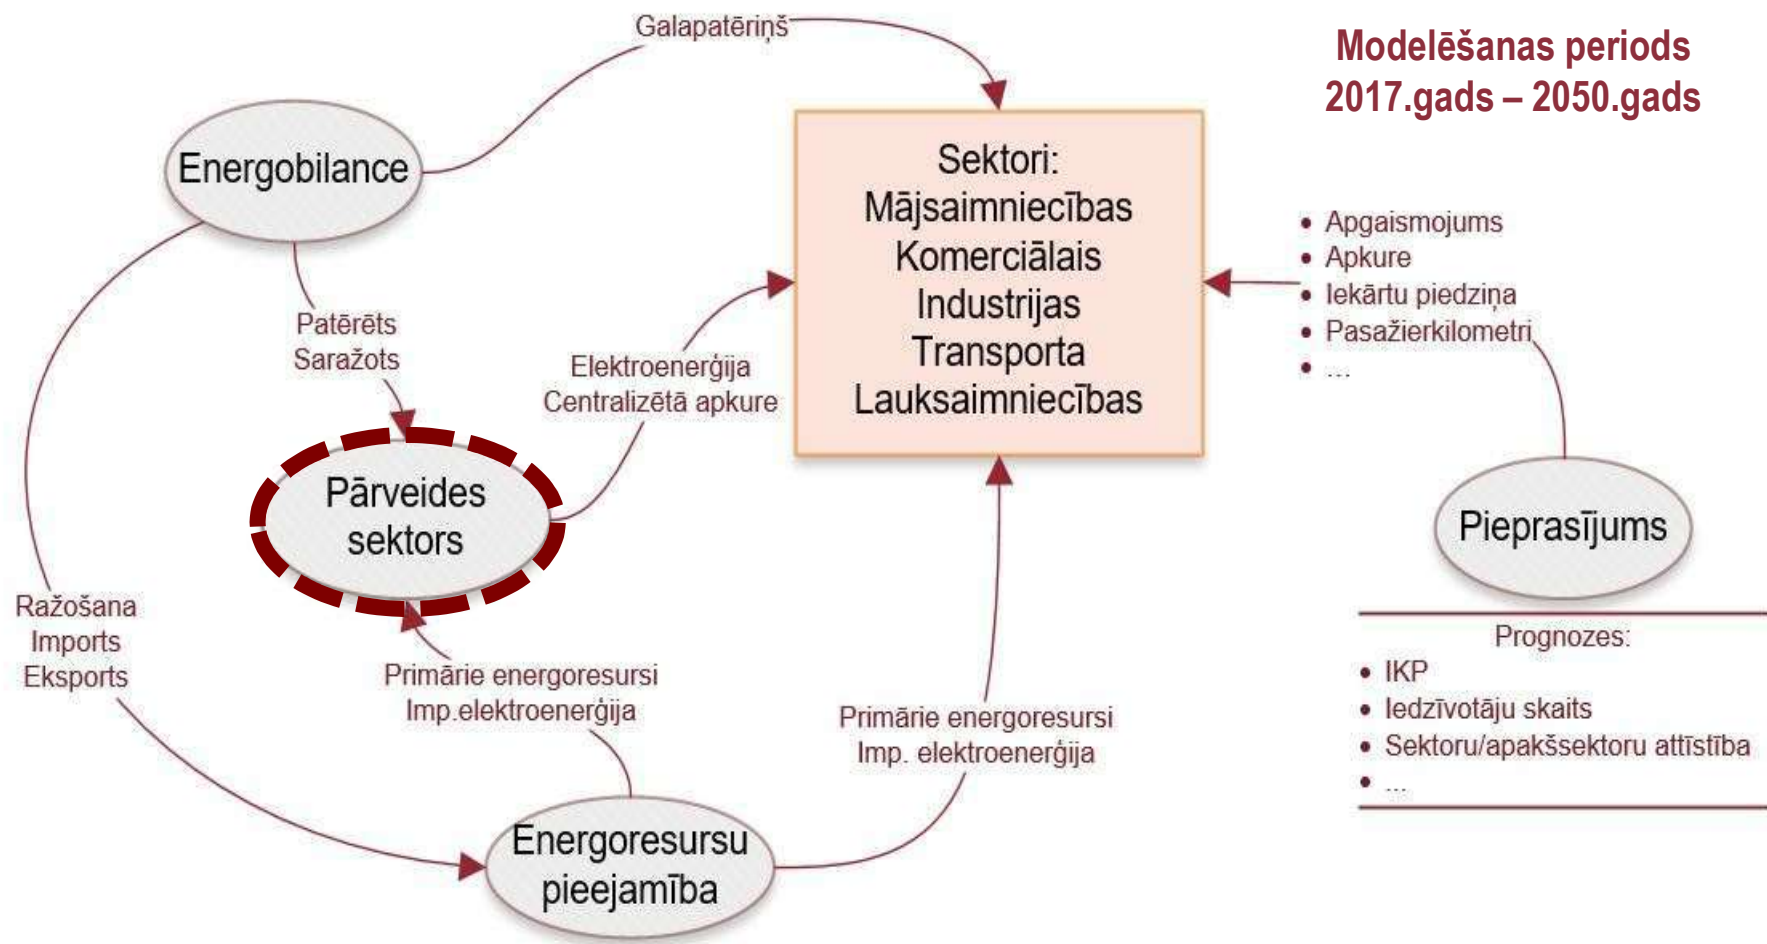 Galapatēriņš
Modelēšanas periods
2017.gads – 2050.gads
Energobilance
Sektori:
Mājsaimniecības
Komerciālais
Industrijas
Transporta
Lauksaimniecības
• Apgaismojums
• Apkure
• Iekārtu piedziņa
• Pasažierkilometri
• ...
Patērēts
Saražots
Elektroenerģija
Centralizētā apkure
Pārveides
sektors
Pieprasījums
Ražošana
Imports
Eksports
Primārie energoresursi
Imp.elektroenerģija
Primārie energoresursi
Imp. elektroenerģija
Prognozes:
• IKP
• Iedzīvotāju skaits
• Sektoru/apakšsektoru attīstība
• ...
Energoresursu
pieejamība